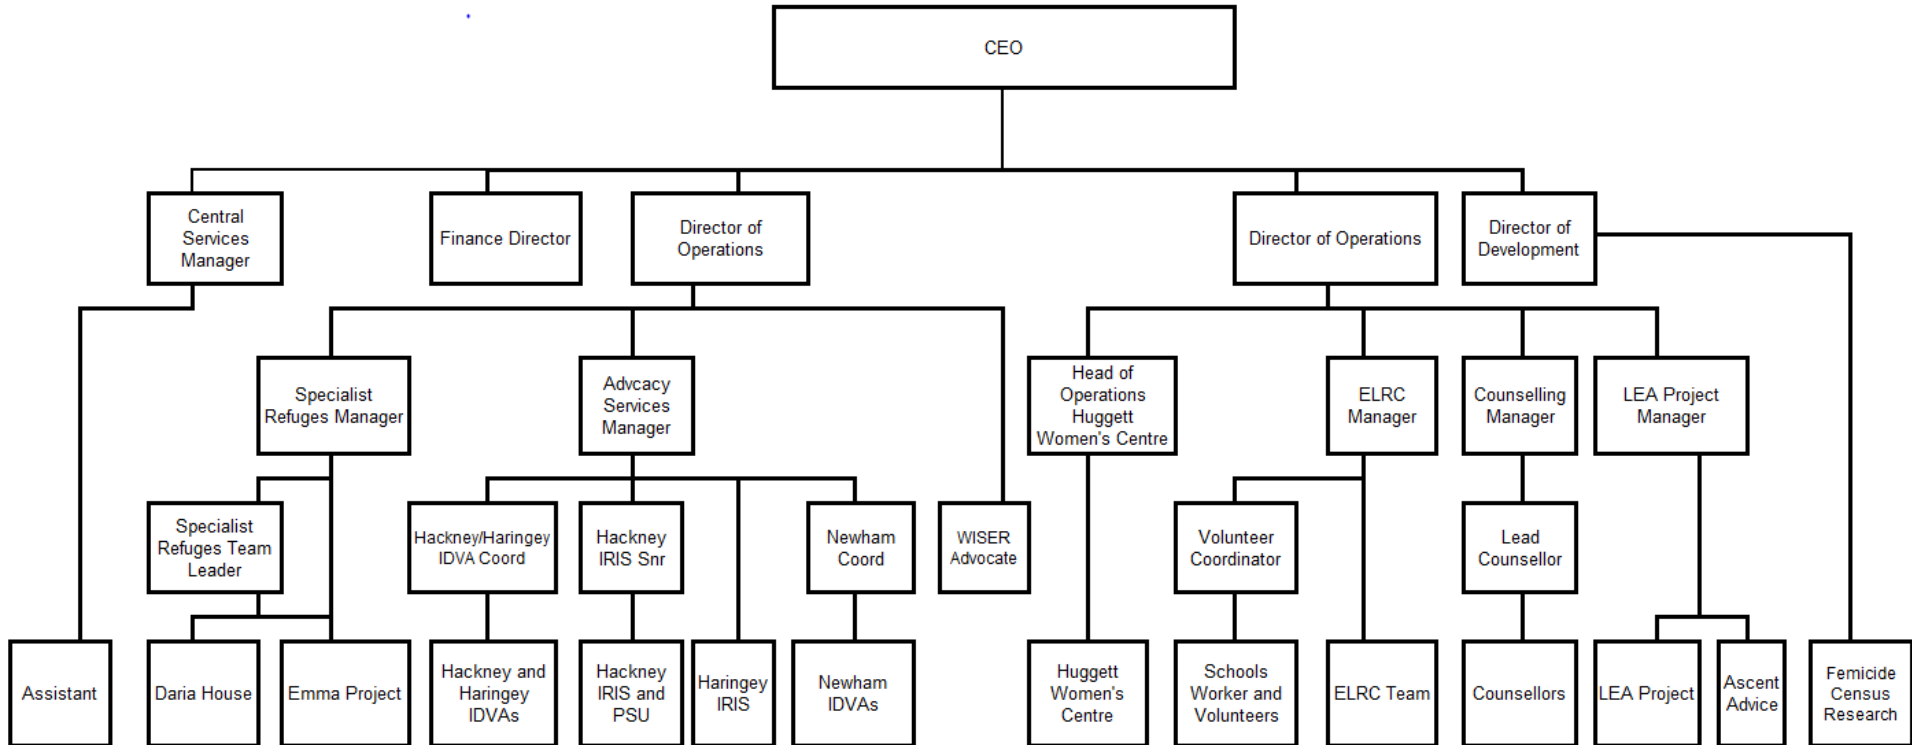 CEO
Central
Services
Manager
Finance Director
Director of
Operations
Director of Operations
Director of
Development
Specialist
Refuges Manager
Advcacy
Services
Manager
Head of
Operations
Huggett
Women's Centre
ELRC
Manager
Counselling
Manager
LEA Project
Manager
Specialist
Refuges Team
Leader
Hackney/Haringey
IDVA Coord
Hackney
IRIS Snr
Newham
Coord
WISER
Advocate
Volunteer
Coordinator
Lead
Counsellor
Assistant
Daria House
Emma Project
Hackney and
Haringey
IDVAs
Hackney
IRIS and
PSU
Haringey
IRIS
Newham
IDVAs
Huggett
Women's
Centre
Schools
Worker and
Volunteers
ELRC Team
Counsellors
LEA Project
Ascent
Advice
Femicide
Census
Research